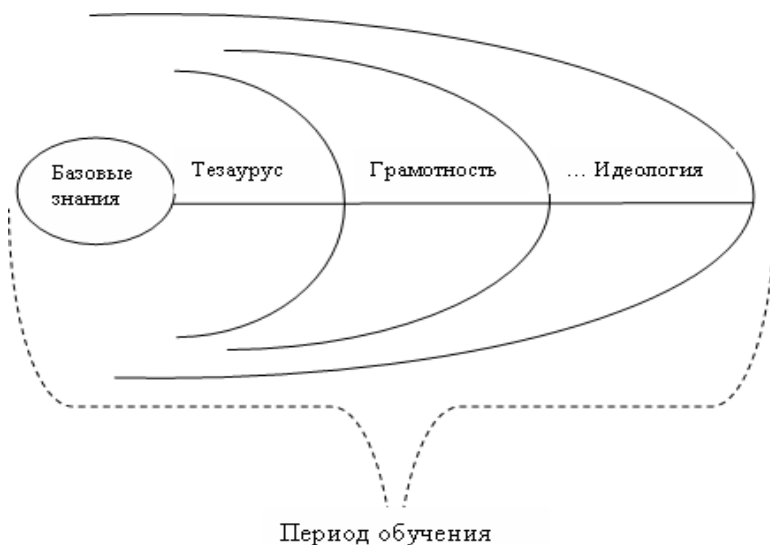 Базовые
знания
Тезаурус
Грамотность
... Идеология
Период обучения